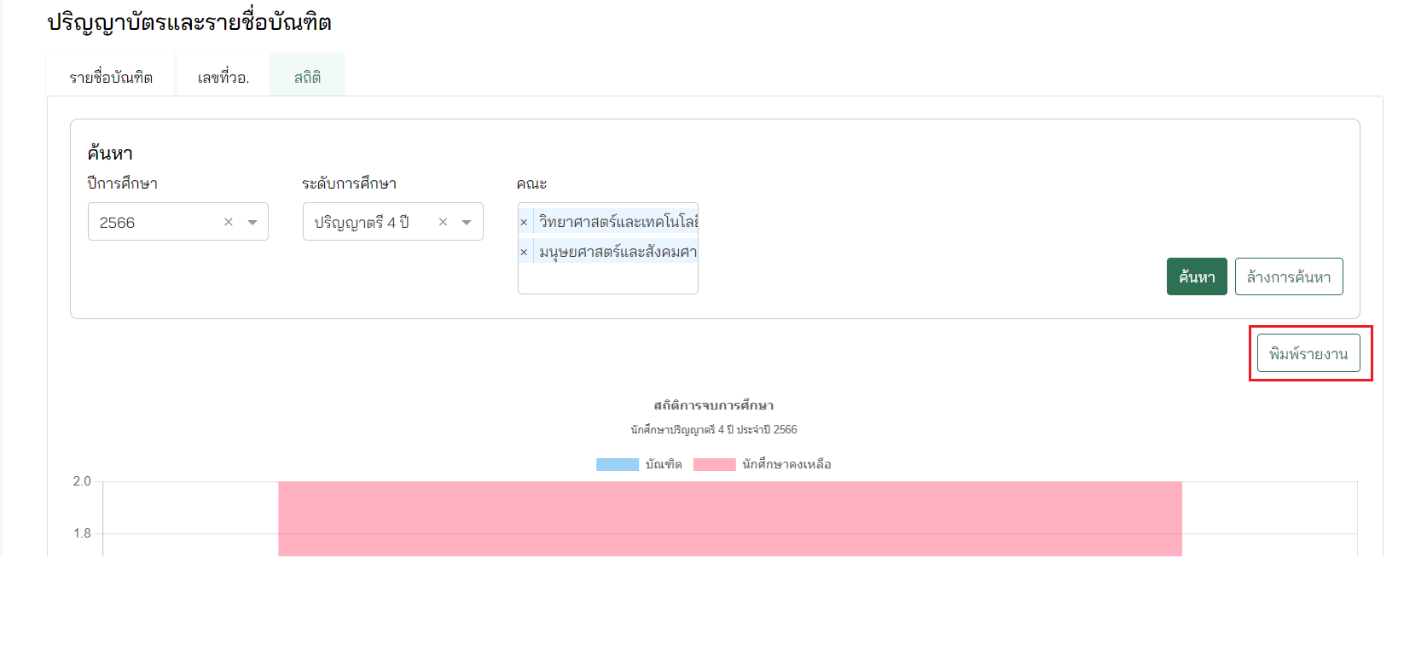 ปริญญาบัตรและรายชื่อบัณฑิต
รายชื่อบัณฑิต เลขที่วอ. สถิติ
ค้นหา
ปีการศึกษา ระดับการศึกษา คณะ
2566 × ปริญญาตรี 4 ปี × × วิทยาศาสตร์และเทคโนโลยี
× มนุษยศาสตร์และสังคมศา
ค้นหา ล้างการค้นหา
พิมพ์รายงาน
สถิติการจบการศึกษา
นักศึกษาปริญญาตรี 4 ปี ประจำปี 2566
บัณฑิต นักศึกษาคงเหลือ
2.0
1.8